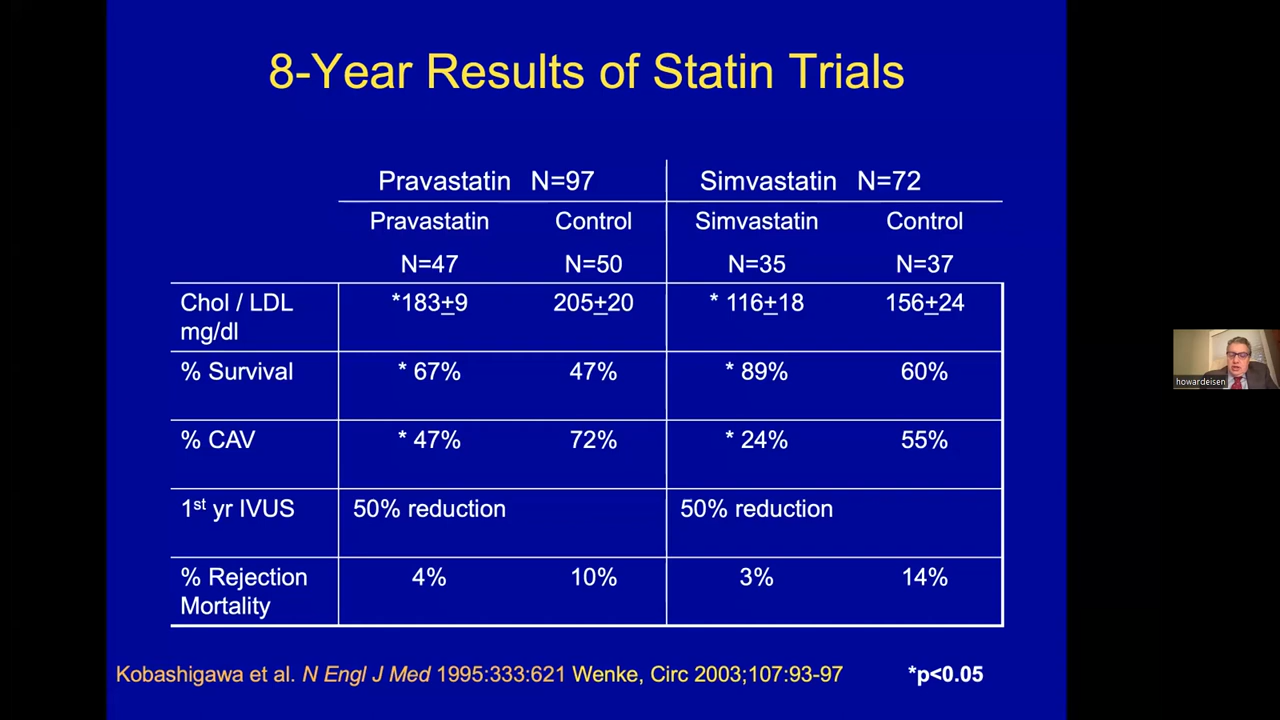 8-Year Results of Statin Trials
Pravastatin N=97 Simvastatin N=72
Pravastatin Control Simvastatin Control
N=47 N=50 N=35 N=37
Chol / LDL *183±9 205±20 * 116±18 156±24
mg/dl
% Survival * 67% 47% * 89% 60%
% CAV * 47% 72% * 24% 55%
1st yr IVUS 50% reduction 50% reduction
% Rejection 4% 10% 3% 14%
Mortality
howardeisen
Kobashigawa et al. N Engl J Med 1995:333:621 Wenke, Circ 2003;107:93-97 *p<0.05